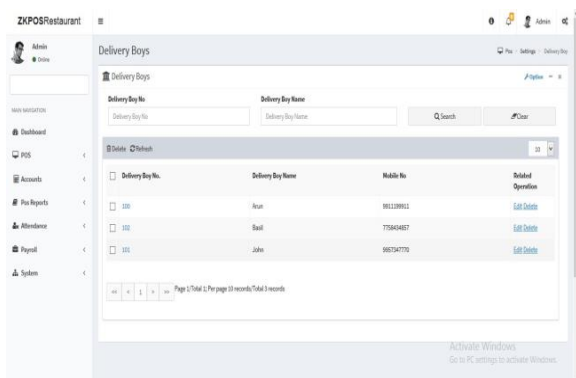 ZKPOSRestaurant
0
Admin
Admin
Online
MAIN NAVIGATION
Dashboard
POS
Accounts
Pos Reports
Attendance
Payroll
System
Delivery Boys
Pos Settings Delivery Boy
Delivery Boys
Option
Delivery Boy No Delivery Boy Name
Delivery Boy No Delivery Boy Name Search Clear
Delete Refresh 10
Delivery Boy No. Delivery Boy Name Mobile No Related Operation
100 Arun 9911199911 Edit Delete
102 Basil 7758434657 Edit Delete
101 John 9957347770 Edit Delete
<< < 1 > >> Page 1/Total 1; Per page 10 records/Total 3 records
Activate Windows
Go to PC settings to activate Windows.